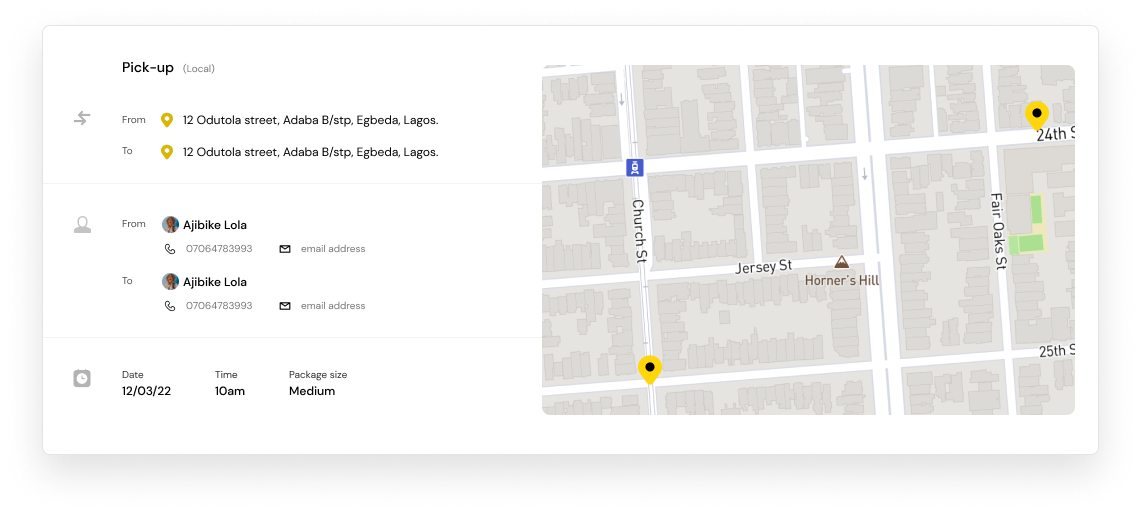 Pick-up (Local)
From 12 Odutola street, Adaba B/stp, Egbeda, Lagos.
To 12 Odutola street, Adaba B/stp, Egbeda, Lagos.
From Ajibike Lola
07064783993 email address
To Ajibike Lola
07064783993 email address
Date Time Package size
12/03/22 10am Medium
24th S
Church St
Fair Oaks St
Jersey St
Horner's Hill
25th S